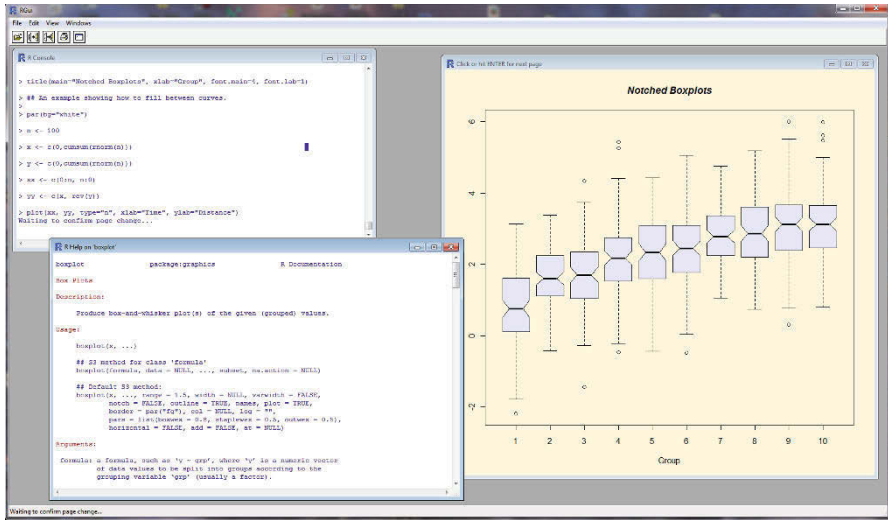 RGui
File Edit View Windows
R Console
> title(main="Notched Boxplots", xlab="Group", font.main=4, font.lab=1)
> ## An example showing how to fill between curves.
>
> par(bg="white")
> n <- 100
> x <- c(0,cumsum(rnorm(n)))
> y <- c(0,cumsum(rnorm(n)))
> xx <- c(0:n, n:0)
> yy <- c(x, rev(y))
> plot(xx, yy, type="n", xlab="Time", ylab="Distance")
Waiting to confirm page change...
R Help on 'boxplot'
boxplot package:graphics R Documentation
Box Plots
Description:
Produce box-and-whisker plot(s) of the given (grouped) values.
Usage:
boxplot(x, ...)
## S3 method for class 'formula'
boxplot(formula, data = NULL, ..., subset, na.action = NULL)
## Default S3 method:
boxplot(x, ..., range = 1.5, width = NULL, varwidth = FALSE,
notch = FALSE, outline = TRUE, names, plot = TRUE,
border = par("fg"), col = NULL, log = "",
pars = list(boxwex = 0.8, staplewex = 0.5, outwex = 0.5),
horizontal = FALSE, add = FALSE, at = NULL)
Arguments:
formula: a formula, such as 'y ~ grp', where 'y' is a numeric vector
of data values to be split into groups according to the
grouping variable 'grp' (usually a factor).
Click or hit ENTER for next page
Notched Boxplots
6
4
2
0
-2
1 2 3 4 5 6 7 8 9 10
Group
Waiting to confirm page change...